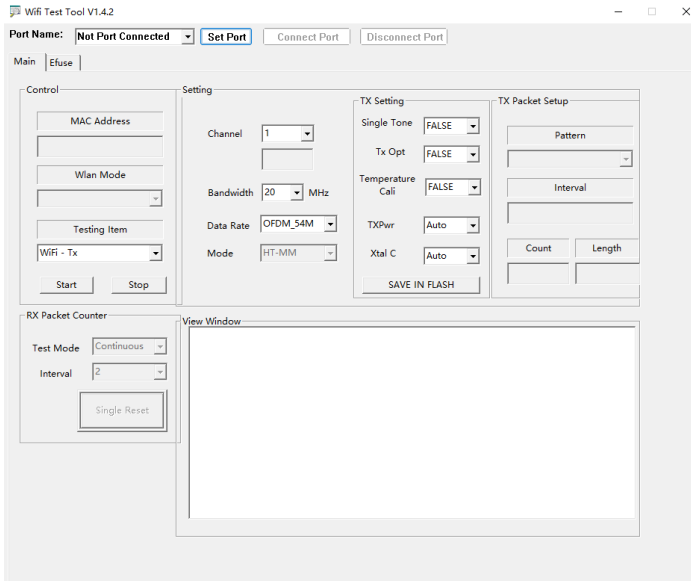 Wifi Test Tool V1.4.2
Port Name: Not Port Connected Set Port Connect Port Disconnect Port
Main Efuse
Control
MAC Address
Wlan Mode
Testing Item
WiFi - Tx
Start Stop
Setting
Channel 1
Bandwidth 20 MHz
Data Rate OFDM_54M
Mode HT-MM
TX Setting
Single Tone FALSE
Tx Opt FALSE
Temperature
Cali FALSE
TXPwr Auto
Xtal C Auto
SAVE IN FLASH
TX Packet Setup
Pattern
Interval
Count Length
RX Packet Counter
Test Mode Continuous
Interval 2
Single Reset
View Window